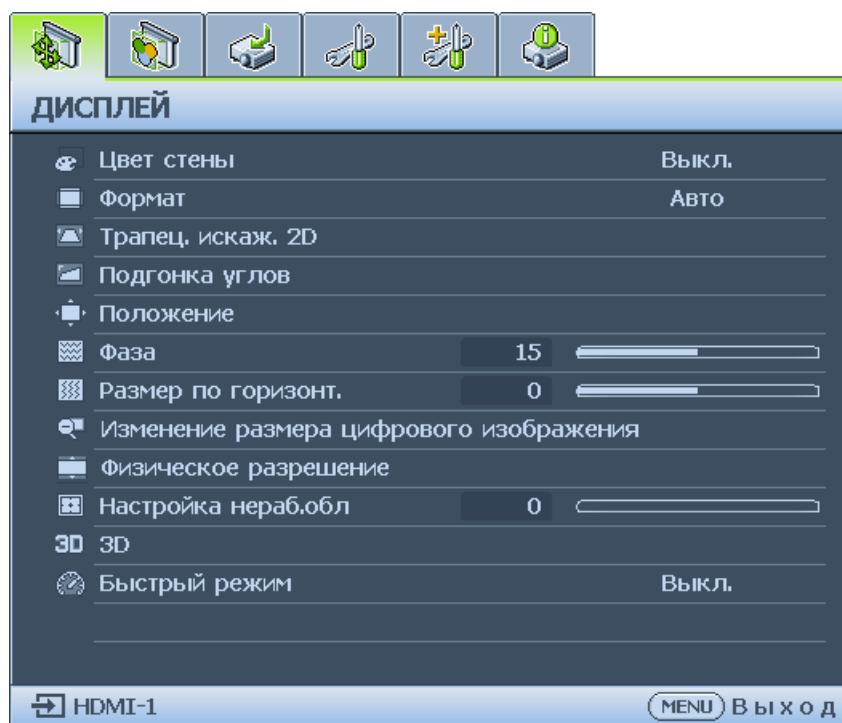 ДИСПЛЕЙ
Цвет стены Выкл.
Формат Авто
Трапец. искаж. 2D
Подгонка углов
Положение
Фаза 15
Размер по горизонт. 0
Изменение размера цифрового изображения
Физическое разрешение
Настройка нераб.обл 0
3D 3D
Быстрый режим Выкл.
HDMI-1 MENU Выход